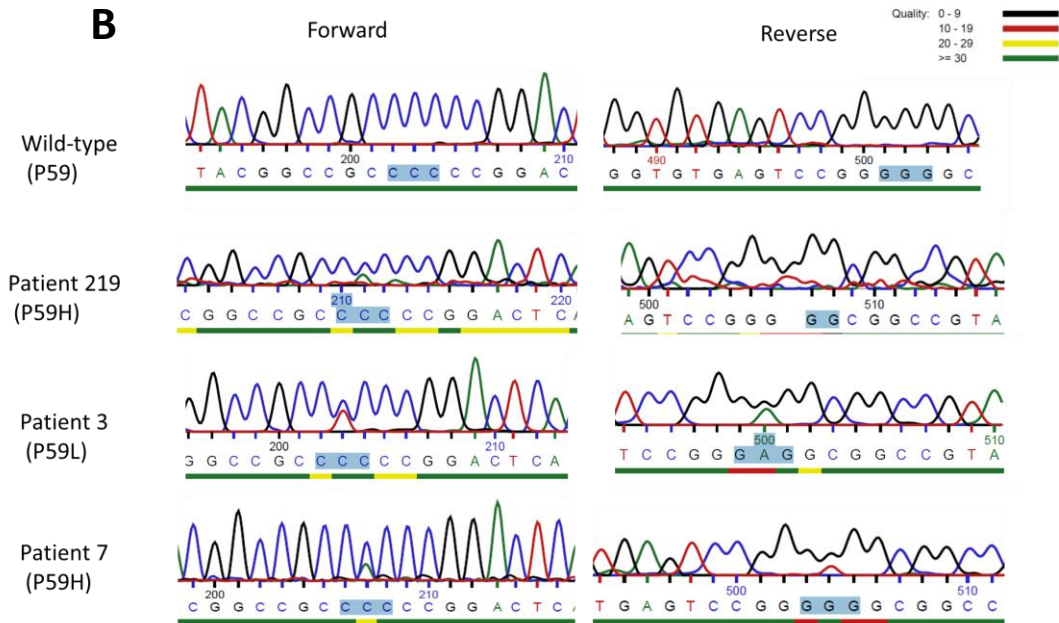 B
Forward
Reverse
Quality: 0 - 9
10 - 19
20 - 29
>= 30
Wild-type
(P59)
200
210
T A C G G C C G C C C C C C G G A C
490
500
G G T G T G A G T C C G G G G G G C
Patient 219
(P59H)
210
220
C G G C C G C C C C C C G G A C T C A
500
510
A G T C C G G G G G C G G C C G T A
Patient 3
(P59L)
200
210
G G C C G C C C C C C G G A C T C A
500
510
T C C G G G A G G C G G C C G T A
Patient 7
(P59H)
200
210
C G G C C G C C C C C C G G A C T C A
500
510
T G A G T C C G G G G G G C G G C C